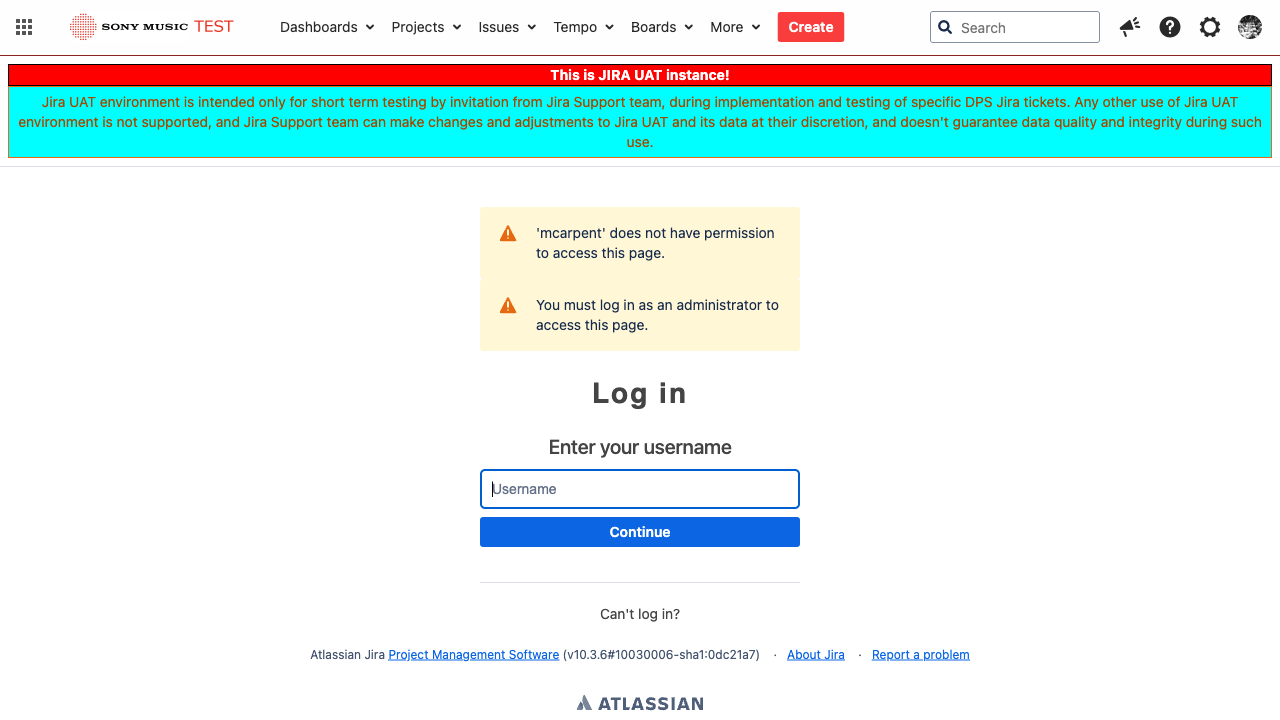 SONY MUSIC TEST
Dashboards Projects Issues Tempo Boards More Create Search
This is JIRA UAT instance!
Jira UAT environment is intended only for short term testing by invitation from Jira Support team, during implementation and testing of specific DPS Jira tickets. Any other use of Jira UAT
environment is not supported, and Jira Support team can make changes and adjustments to Jira UAT and its data at their discretion, and doesn't guarantee data quality and integrity during such
use.
'mcarpent' does not have permission
to access this page.
You must log in as an administrator to
access this page.
Log in
Enter your username
Username
Continue
Can't log in?
Atlassian Jira Project Management Software (v10.3.6#10030006-sha1:0dc21a7) · About Jira · Report a problem
ATLASSIAN